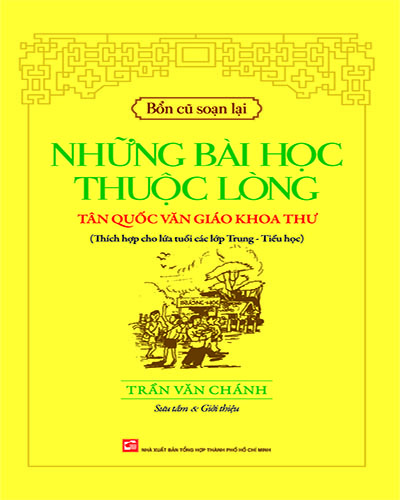 Bổn cũ soạn lại
NHỮNG BÀI HỌC
THUỘC LÒNG
TÂN QUỐC VĂN GIÁO KHOA THƯ
(Thích hợp cho lứa tuổi các lớp Trung - Tiểu học)
TRƯỜNG HỌC
TRẦN VĂN CHÁNH
Sưu tầm & Giới thiệu
NHÀ XUẤT BẢN TỔNG HỢP THÀNH PHỐ HỒ CHÍ MINH